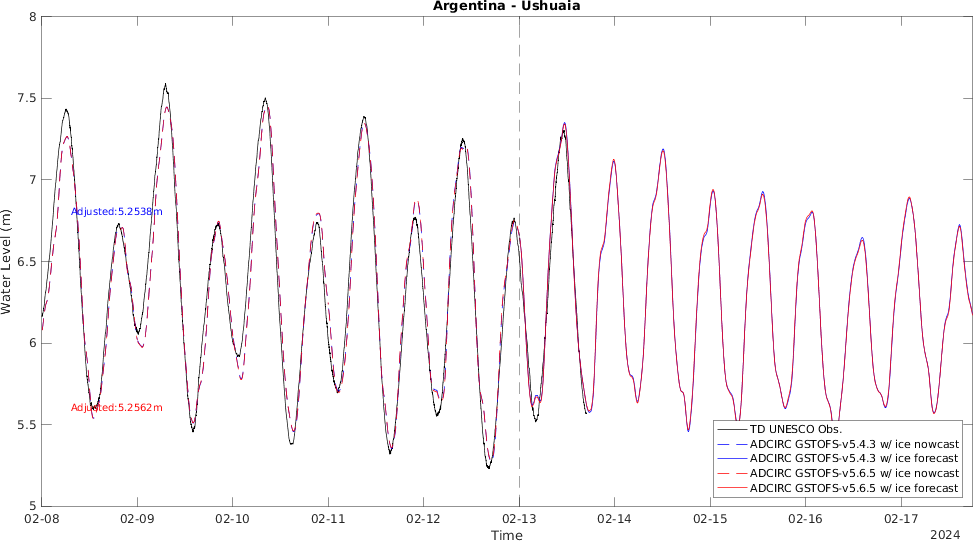 Argentina - Ushuaia
8
7.5
7
6.5
6
5.5
5
Water Level (m)
Adjusted:5.2538m
Adjusted:5.2562m
TD UNESCO Obs.
ADCIRC GSTOFS-v5.4.3 w/ ice nowcast
ADCIRC GSTOFS-v5.4.3 w/ ice forecast
ADCIRC GSTOFS-v5.6.5 w/ ice nowcast
ADCIRC GSTOFS-v5.6.5 w/ ice forecast
02-08 02-09 02-10 02-11 02-12 02-13 02-14 02-15 02-16 02-17
Time
2024